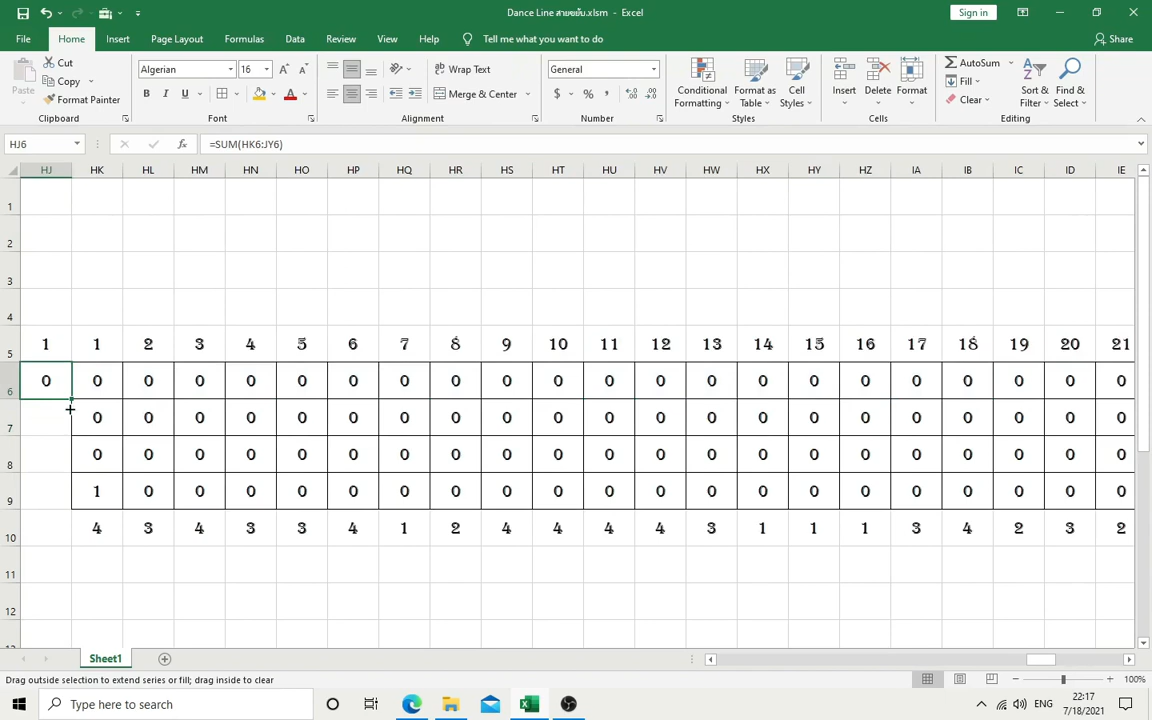 Dance Line สายขยับ.xlsm - Excel
Sign in
File Home Insert Page Layout Formulas Data Review View Help Tell me what you want to do Share
Paste Cut Copy Format Painter Clipboard
Algerian 16 A A B I U A Font
Wrap Text Merge & Center Alignment
General $ % , Number
Conditional Formatting Format as Table Cell Styles Styles
Insert Delete Format Cells
AutoSum Fill Clear Sort & Filter Find & Select Editing
HJ6 fx =SUM(HK6:JY6)
HJ HK HL HM HN HO HP HQ HR HS HT HU HV HW HX HY HZ IA IB IC ID IE
1
2
3
4
5 1 1 2 3 4 5 6 7 8 9 10 11 12 13 14 15 16 17 18 19 20 21
6 0 0 0 0 0 0 0 0 0 0 0 0 0 0 0 0 0 0 0 0 0 0
7 0 0 0 0 0 0 0 0 0 0 0 0 0 0 0 0 0 0 0 0 0
8 0 0 0 0 0 0 0 0 0 0 0 0 0 0 0 0 0 0 0 0 0
9 1 0 0 0 0 0 0 0 0 0 0 0 0 0 0 0 0 0 0 0 0
10 4 3 4 3 3 4 1 2 4 4 4 4 3 1 1 1 3 4 2 3 2
11
12
Sheet1
Drag outside selection to extend series or fill; drag inside to clear 100%
Type here to search ENG 22:17
7/18/2021